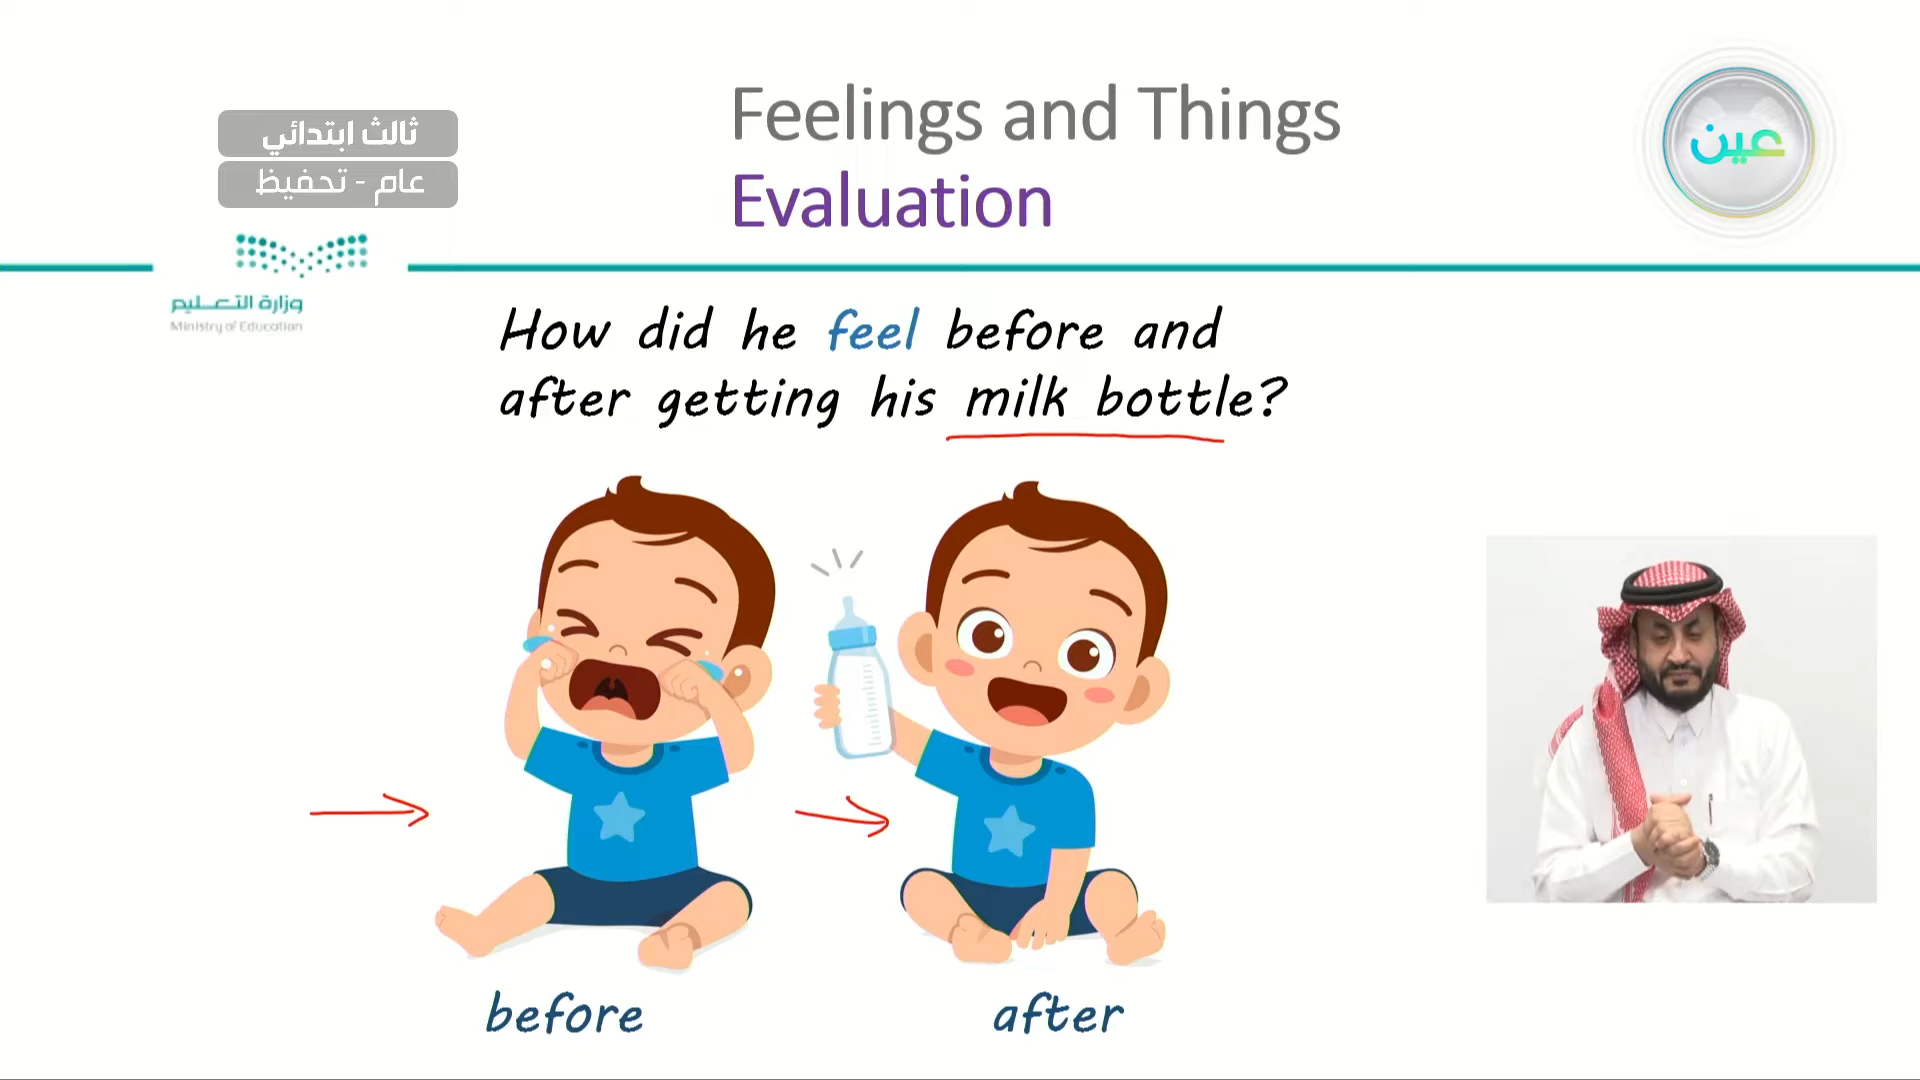 Feelings and Things
Evaluation
ثالث ابتدائي
عام - تحفيظ
عين
وزارة التعليم
Ministry of Education
How did he feel before and
after getting his milk bottle?
before
after